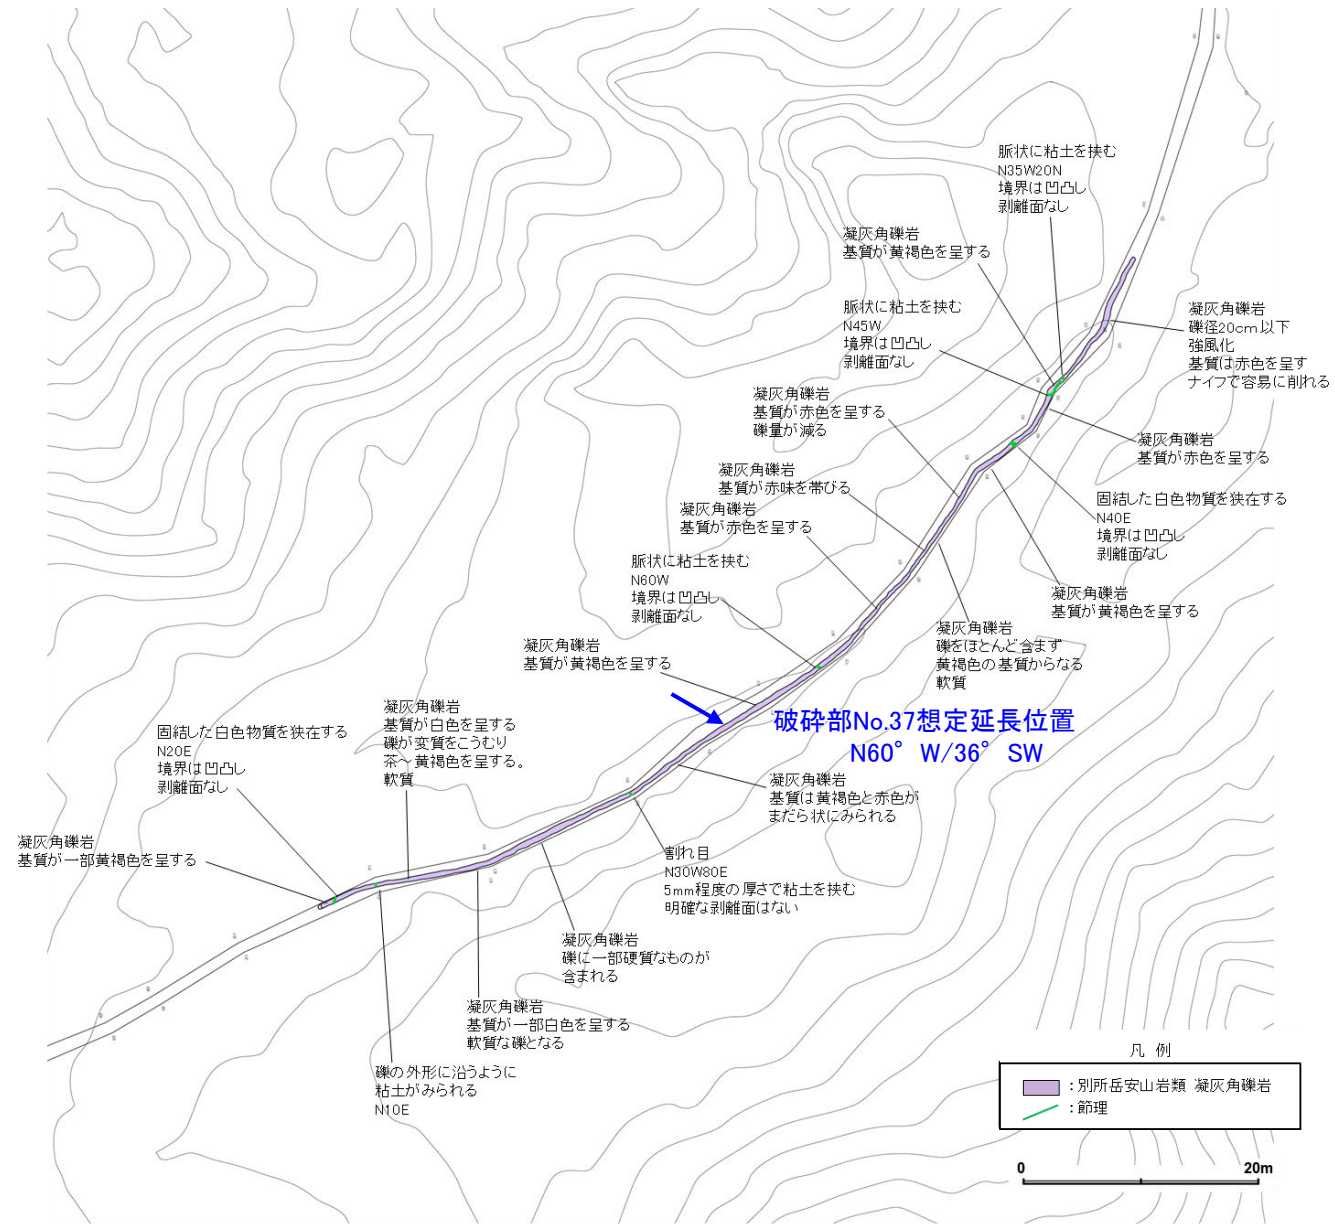 脈状に粘土を挟む
N35W20N
境界は凹凸し
剥離面なし
凝灰角礫岩
基質が黄褐色を呈する
脈状に粘土を挟む
N45W
境界は凹凸し
剥離面なし
凝灰角礫岩
礫径20cm以下
強風化
基質は赤色を呈す
ナイフで容易に削れる
凝灰角礫岩
基質が赤色を呈する
礫量が減る
凝灰角礫岩
基質が赤色を呈する
凝灰角礫岩
基質が赤味を帯びる
固結した白色物質を狭在する
N40E
境界は凹凸し
剥離面なし
凝灰角礫岩
基質が赤色を呈する
脈状に粘土を挟む
N60W
境界は凹凸し
剥離面なし
凝灰角礫岩
基質が黄褐色を呈する
凝灰角礫岩
礫をほとんど含まず
黄褐色の基質からなる
軟質
凝灰角礫岩
基質が黄褐色を呈する
破砕部No.37想定延長位置
N60°W/36°SW
凝灰角礫岩
基質が白色を呈する
礫が変質をこうむり
茶～黄褐色を呈する。
軟質
固結した白色物質を狭在する
N20E
境界は凹凸し
剥離面なし
凝灰角礫岩
基質は黄褐色と赤色が
まだら状にみられる
凝灰角礫岩
基質が一部黄褐色を呈する
割れ目
N30W80E
5mm程度の厚さで粘土を挟む
明確な剥離面はない
凝灰角礫岩
礫に一部硬質なものが
含まれる
凝灰角礫岩
基質が一部白色を呈する
軟質な礫となる
礫の外形に沿うように
粘土がみられる
N10E
凡 例
：別所岳安山岩類 凝灰角礫岩
：節理
0 20m